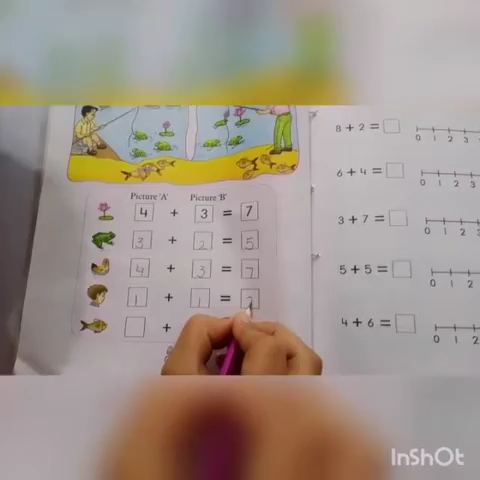 Picture 'A' Picture 'B'
4 + 3 = 7
3 + 2 = 5
4 + 3 = 7
1 + 1 = 2
+
8 + 2 =
0 1 2 3
6 + 4 =
0 1 2 3
3 + 7 =
0 1 2 3
5 + 5 =
0 1 2
4 + 6 =
0 1 2
InShOt